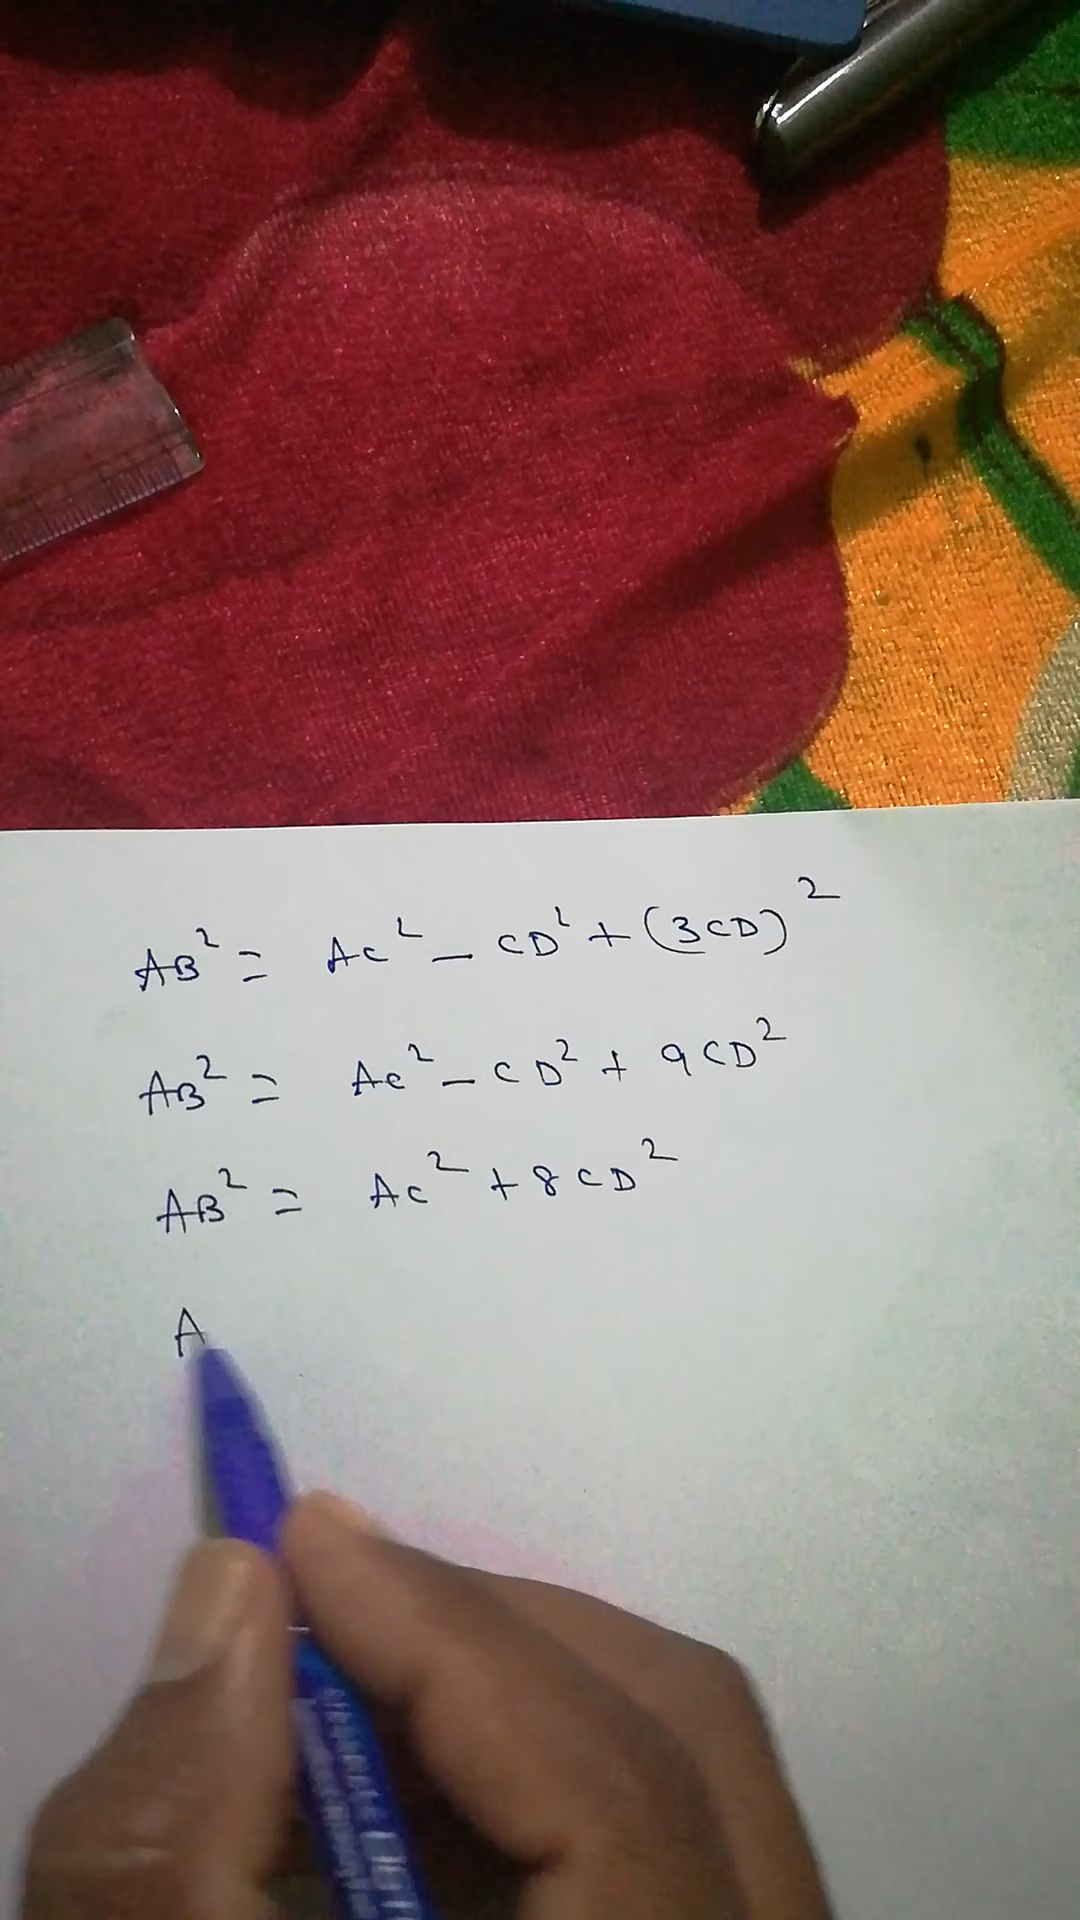 AB² = AC² - CD² + (3CD)²
AB² = AC² - CD² + 9CD²
AB² = AC² + 8CD²
A